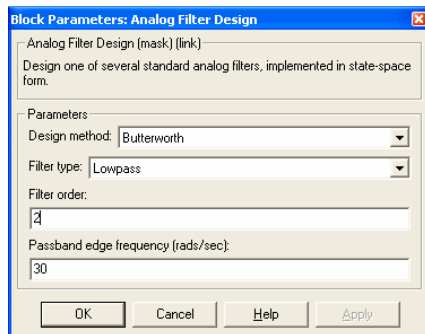 Block Parameters: Analog Filter Design
Analog Filter Design (mask) (link)
Design one of several standard analog filters, implemented in state-space
form.
Parameters
Design method: Butterworth
Filter type: Lowpass
Filter order:
2
Passband edge frequency (rads/sec):
30
OK Cancel Help Apply